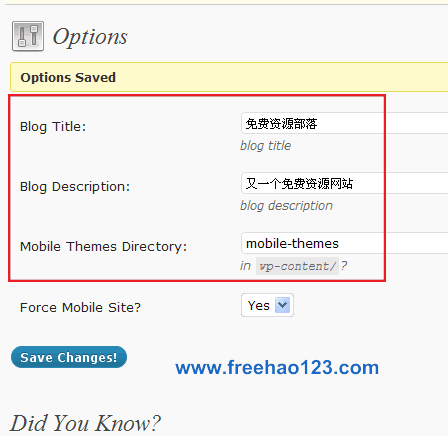 Options
Options Saved
Blog Title: 免费资源部落
blog title
Blog Description: 又一个免费资源网站
blog description
Mobile Themes Directory: mobile-themes
in wp-content/ ?
Force Mobile Site? Yes
Save Changes!
www.freehao123.com
Did You Know?